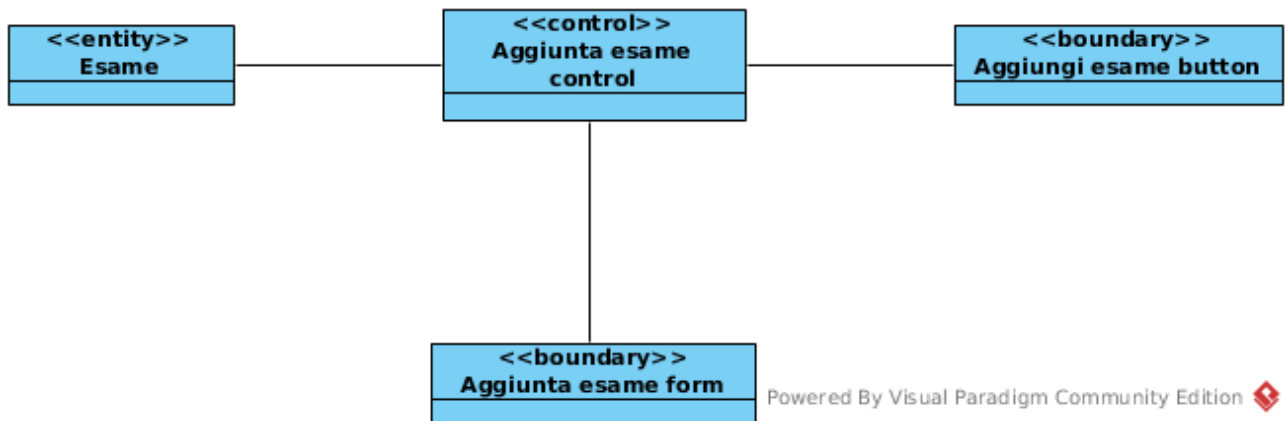 <<entity>>
Esame
<<control>>
Aggiunta esame
control
<<boundary>>
Aggiungi esame button
<<boundary>>
Aggiunta esame form
Powered By Visual Paradigm Community Edition